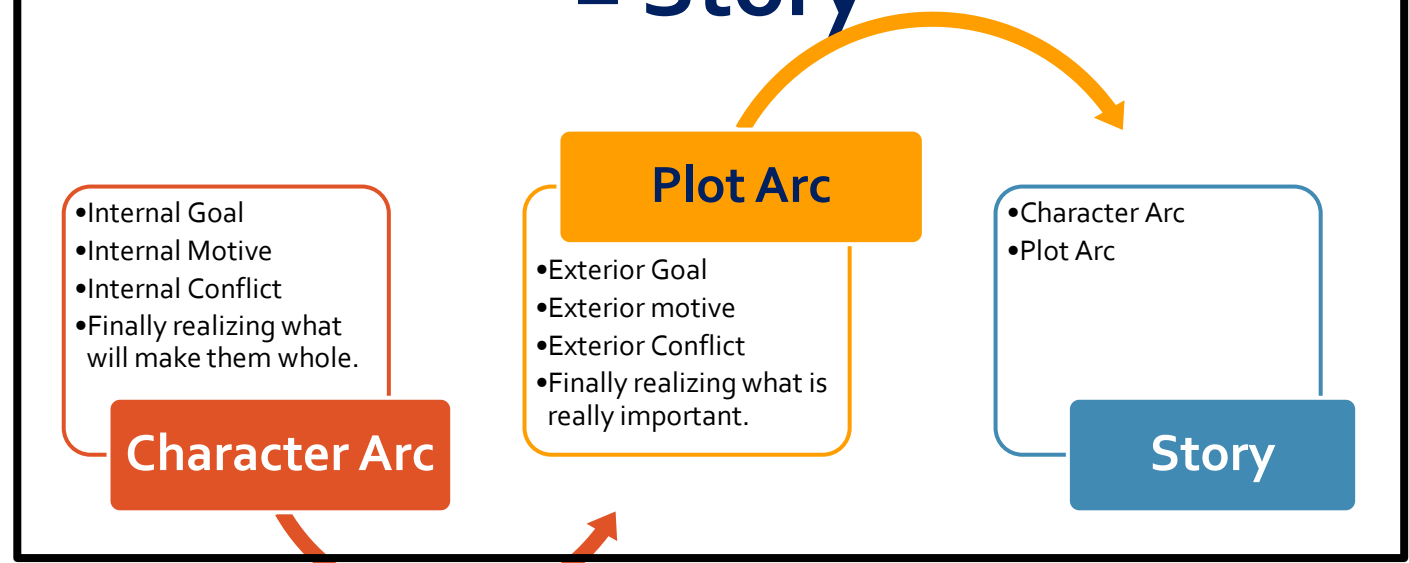 = Story
•Internal Goal
•Internal Motive
•Internal Conflict
•Finally realizing what
will make them whole.
Character Arc
Plot Arc
•Exterior Goal
•Exterior motive
•Exterior Conflict
•Finally realizing what is
really important.
•Character Arc
•Plot Arc
Story